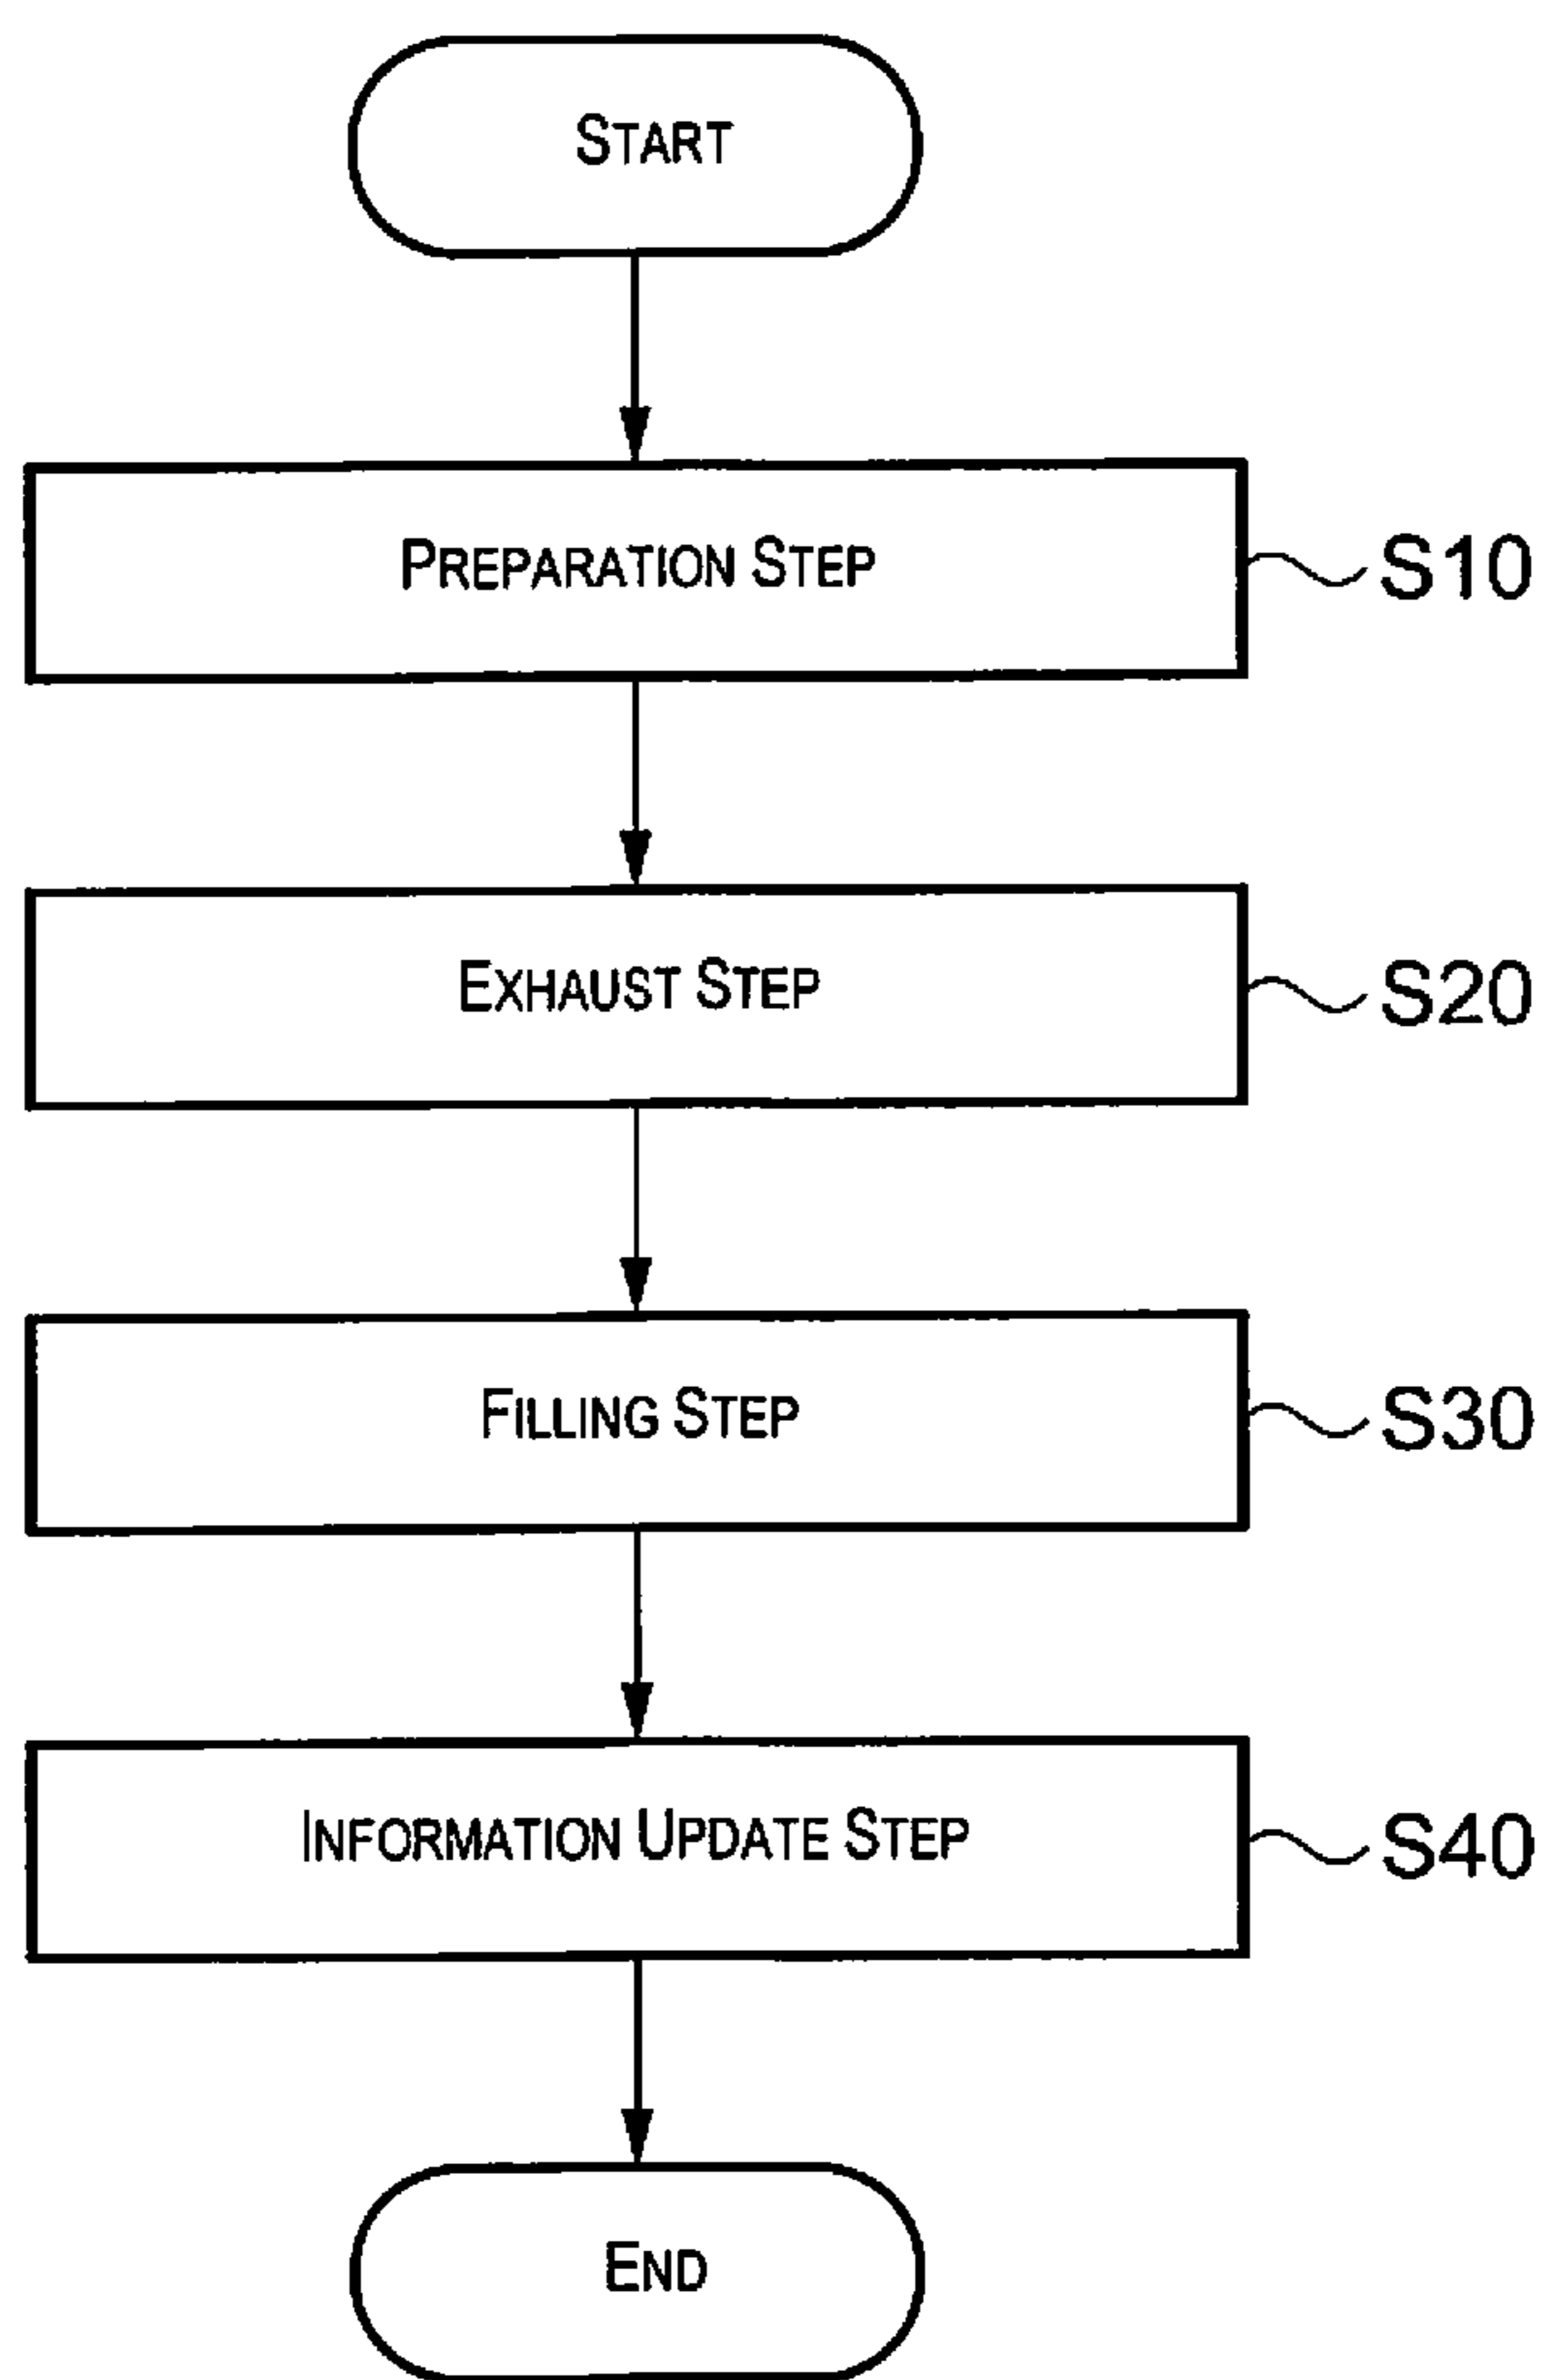 START
PREPARATION STEP S10
EXHAUST STEP S20
FILLING STEP S30
INFORMATION UPDATE STEP S40
END